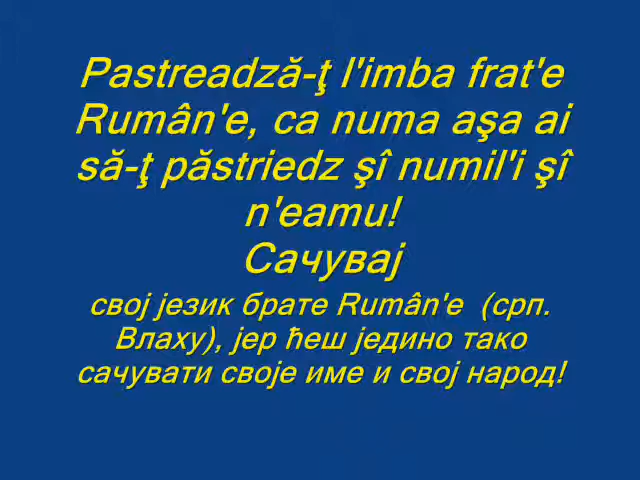 Pastreadză-ţ l'imba frat'e
Rumân'e, ca numa aşa ai
să-ţ păstriedz şî numil'i şî
n'eamu!
Сачувај
свој језик брате Rumân'e (срп.
Влаху), јер ћеш једино тако
сачувати своје име и свој народ!